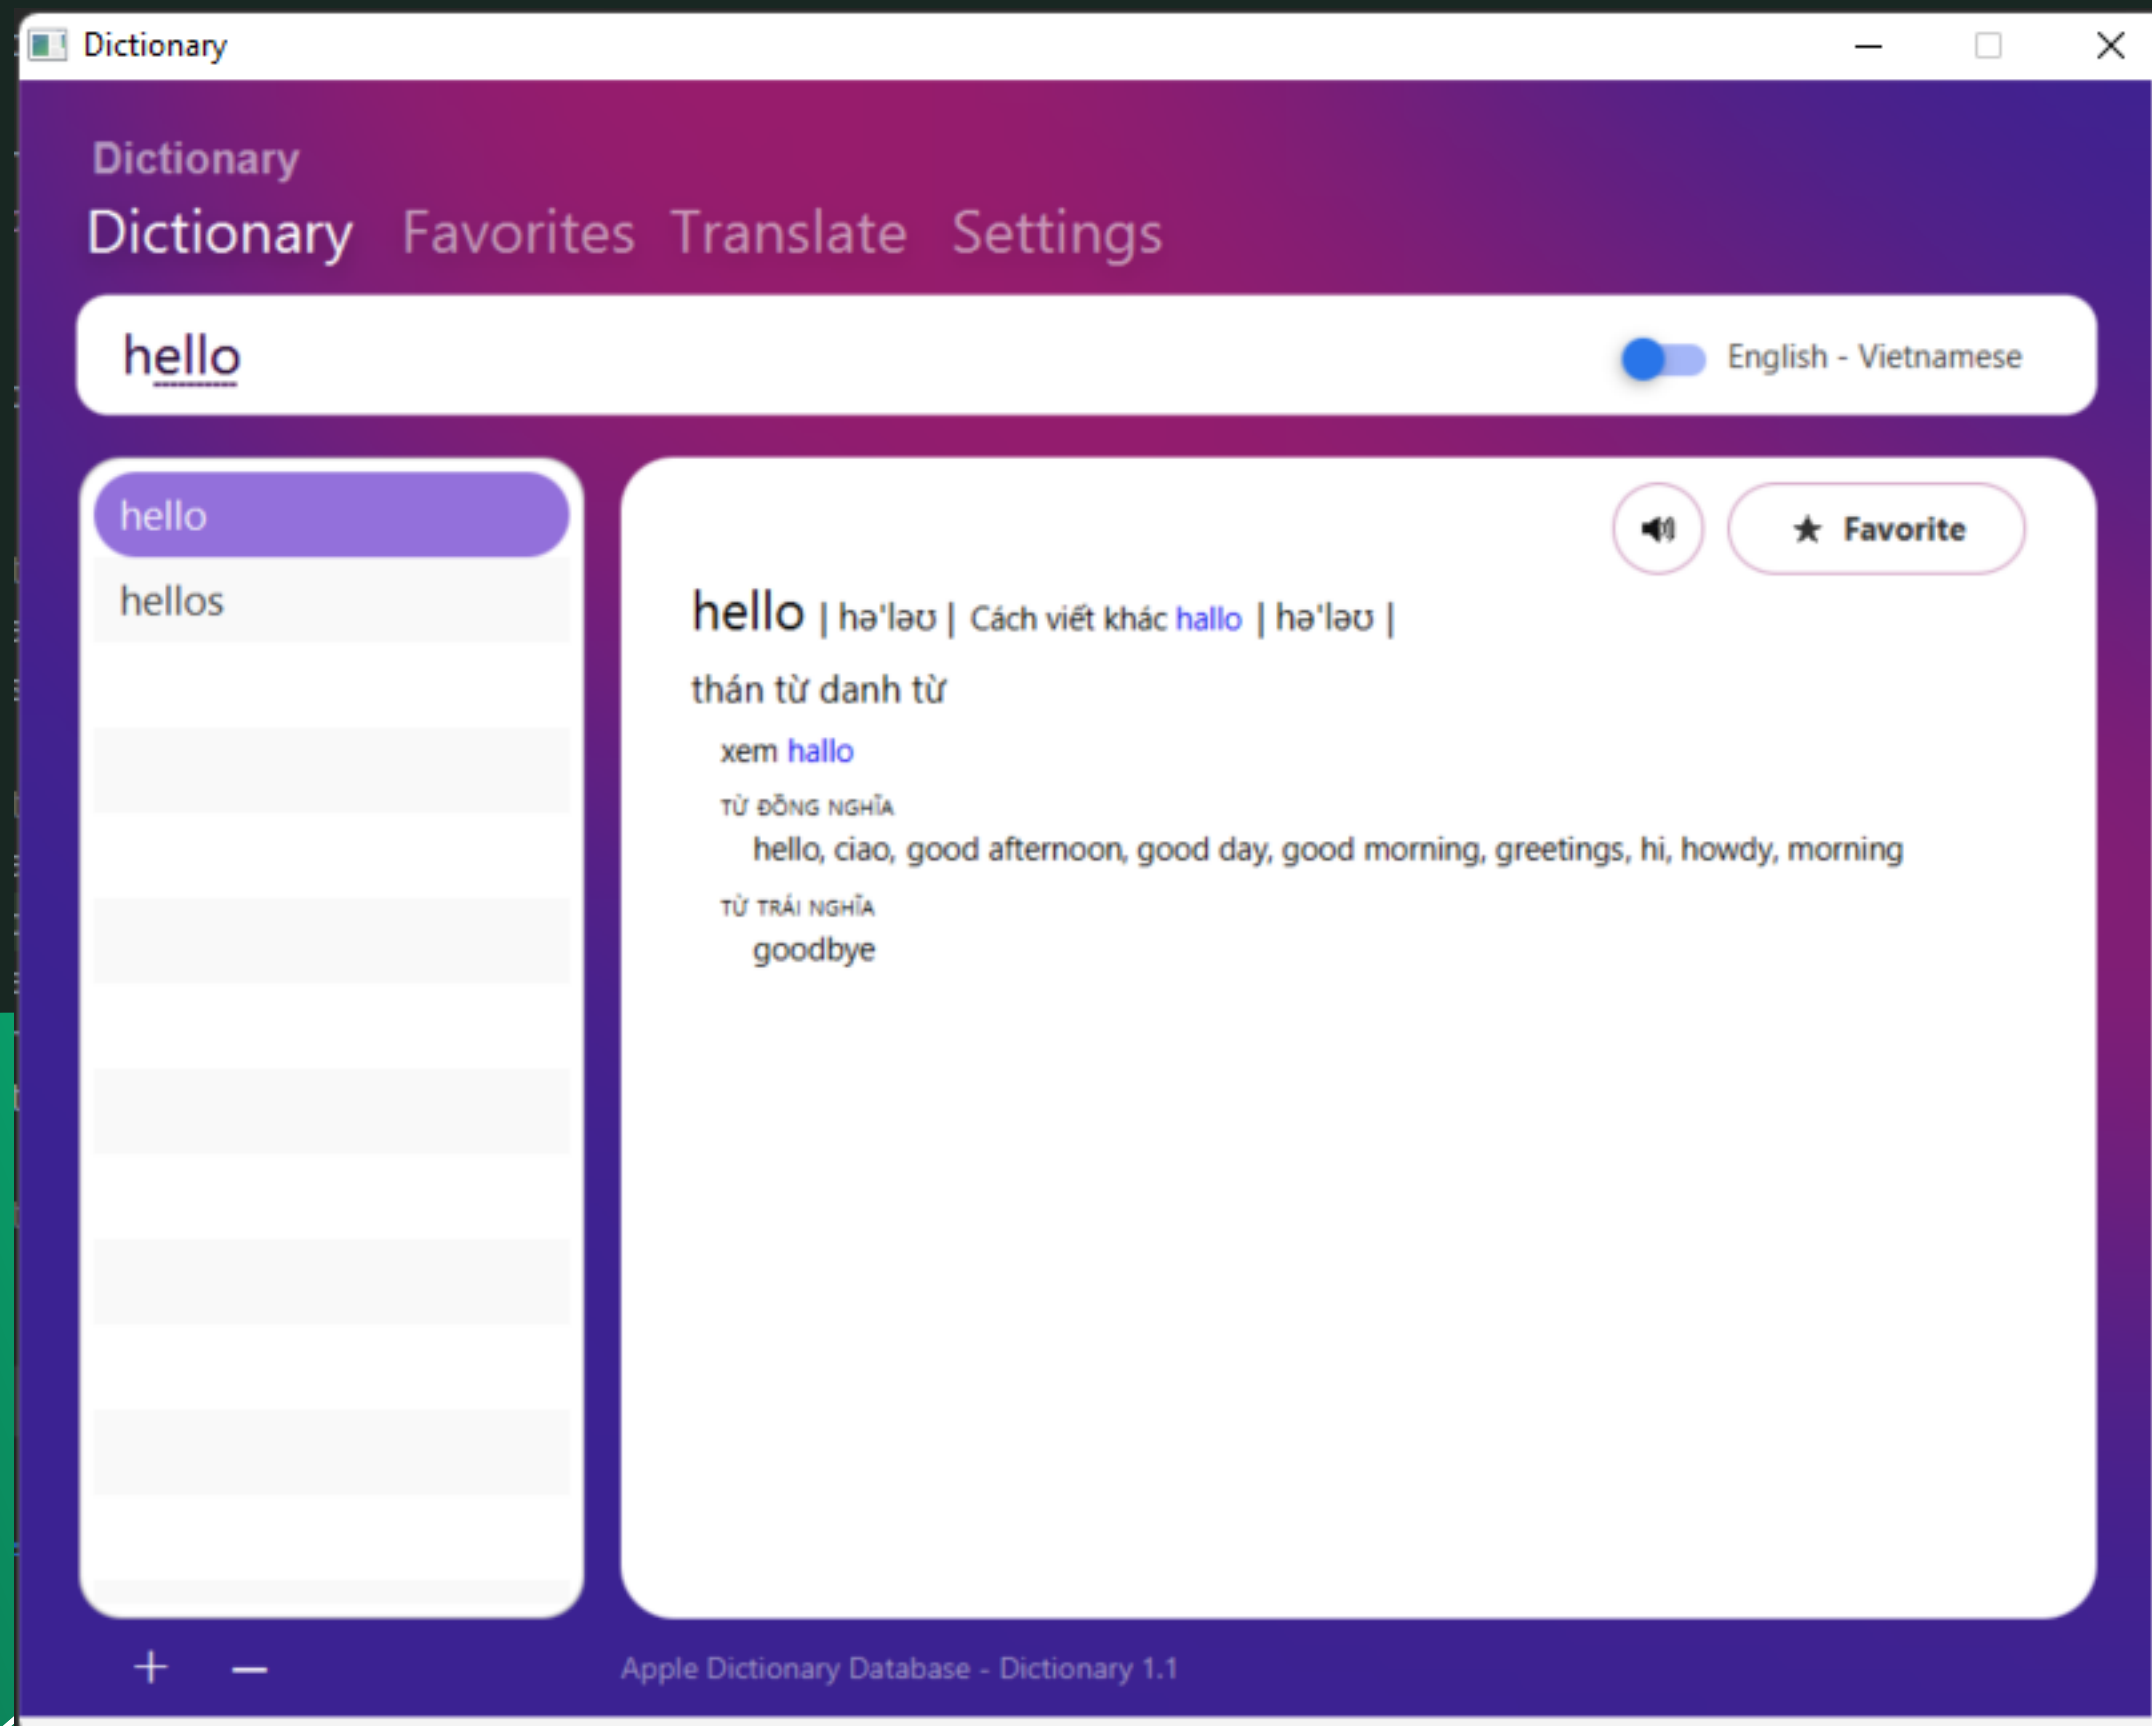 Dictionary
Dictionary
Dictionary Favorites Translate Settings
hello English - Vietnamese
hello
hellos
★ Favorite
hello | hə'ləʊ | Cách viết khác hallo | hə'ləʊ |
thán từ danh từ
xem hallo
TỪ ĐỒNG NGHĨA
hello, ciao, good afternoon, good day, good morning, greetings, hi, howdy, morning
TỪ TRÁI NGHĨA
goodbye
Apple Dictionary Database - Dictionary 1.1